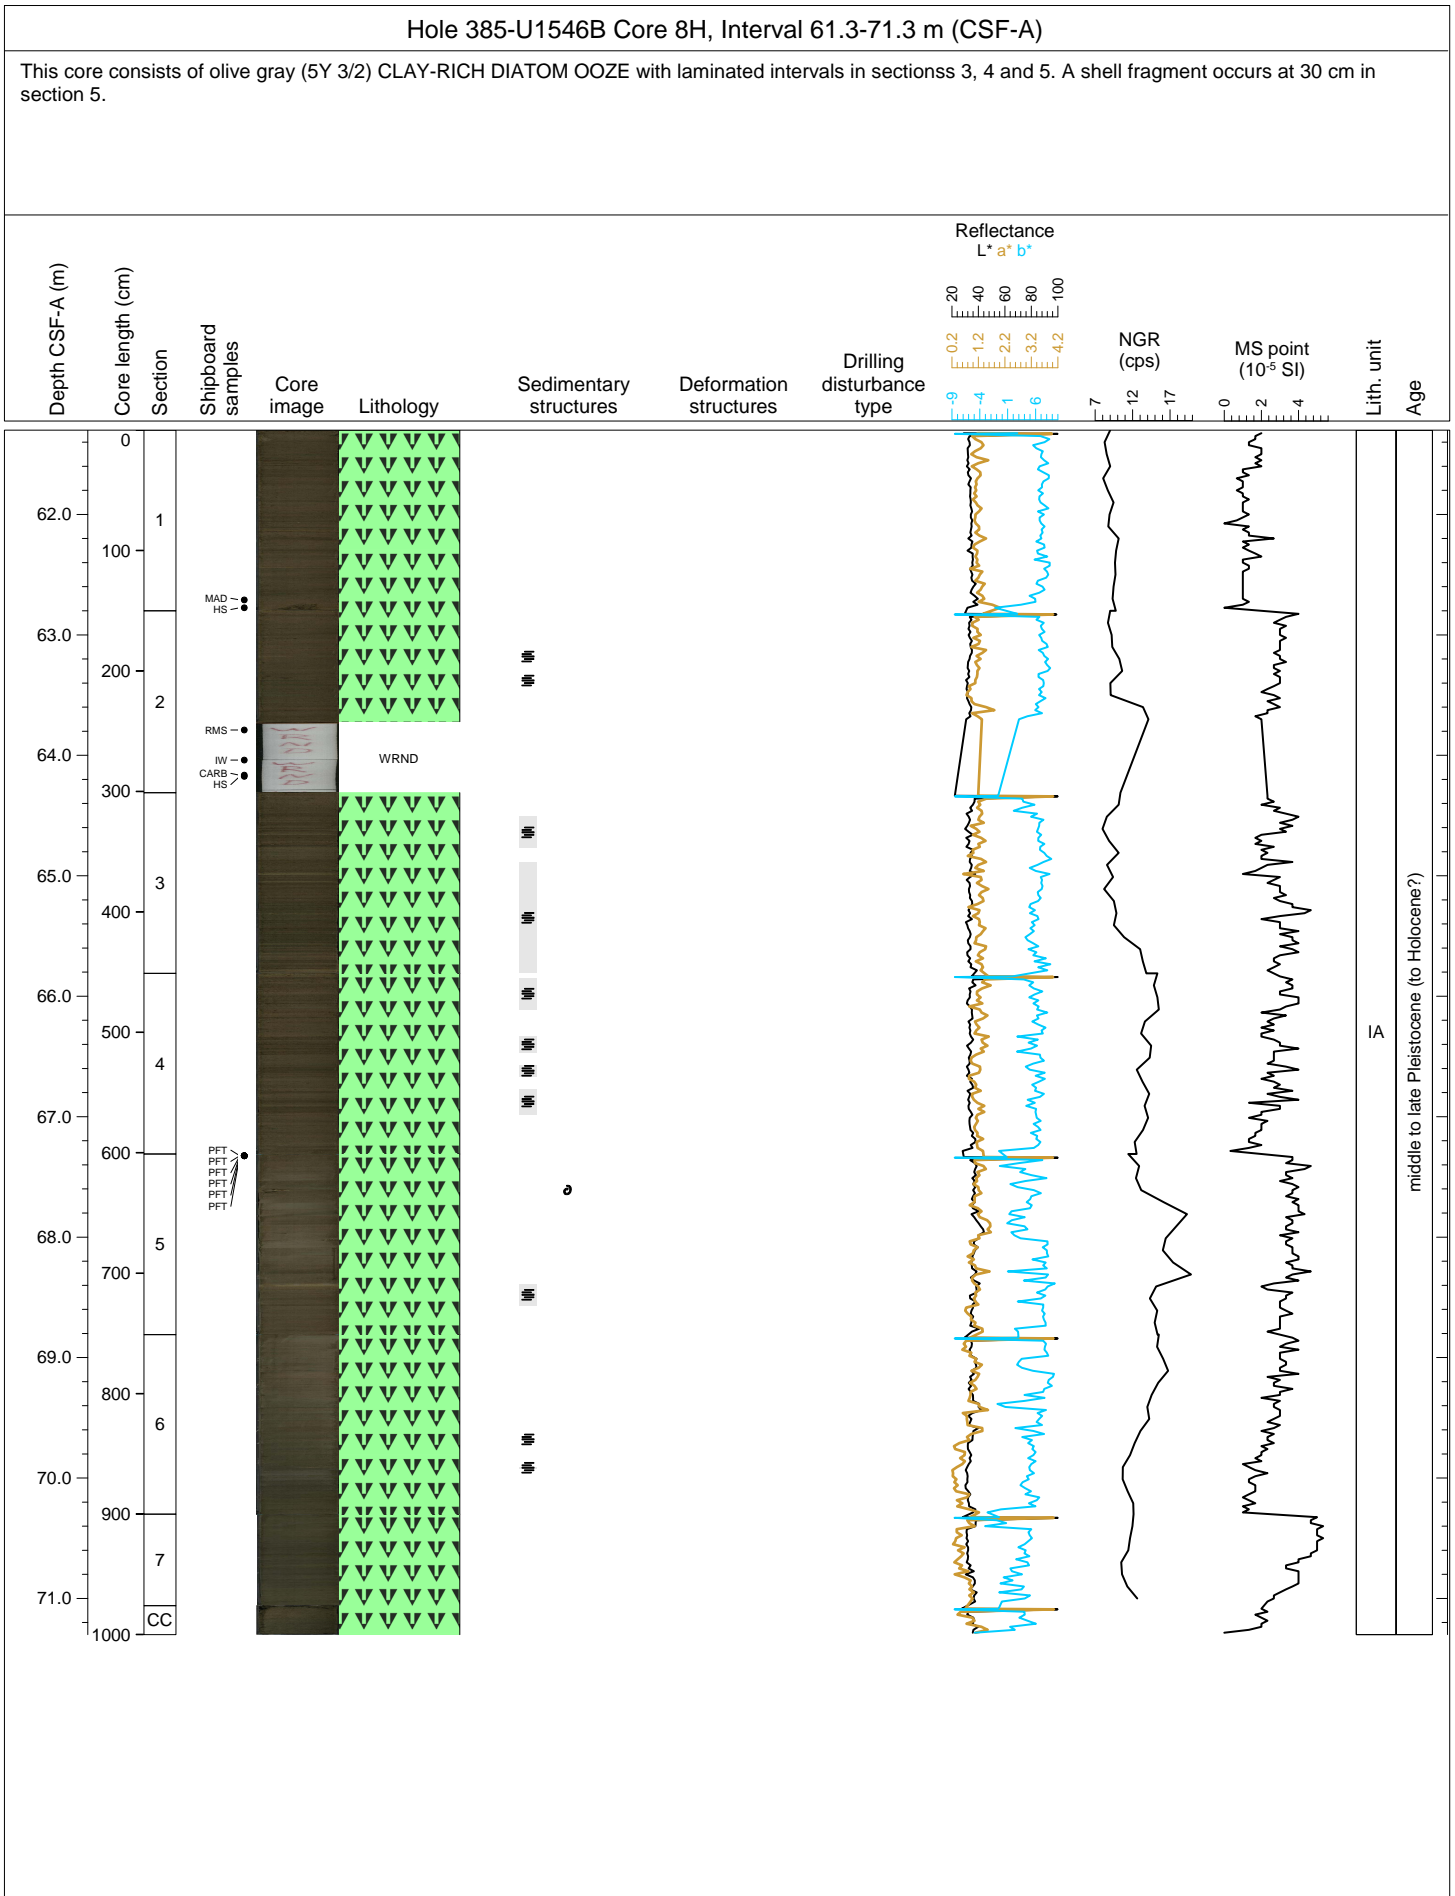 Hole 385-U1546B Core 8H, Interval 61.3-71.3 m (CSF-A)
This core consists of olive gray (5Y 3/2) CLAY-RICH DIATOM OOZE with laminated intervals in sectionss 3, 4 and 5. A shell fragment occurs at 30 cm in
section 5.
Depth CSF-A (m)
Core length (cm)
Section
Shipboard
samples
Core
image
Lithology
Sedimentary
structures
Deformation
structures
Drilling
disturbance
type
Reflectance
L* a* b*
20 40 60 80 100
0.2 1.2 2.2 3.2 4.2
-9 -4 1 6
NGR
(cps)
7 12 17
MS point
(10-5 SI)
0 2 4
Lith. unit
Age
0
62.0
1
100
MAD
HS
63.0
200
2
RMS
64.0
IW
WRND
CARB
HS
300
65.0
3
400
66.0
500
IA
4
67.0
600
PFT
PFT
PFT
PFT
PFT
PFT
68.0
5
700
69.0
800
6
70.0
900
7
71.0
CC
1000
middle to late Pleistocene (to Holocene?)